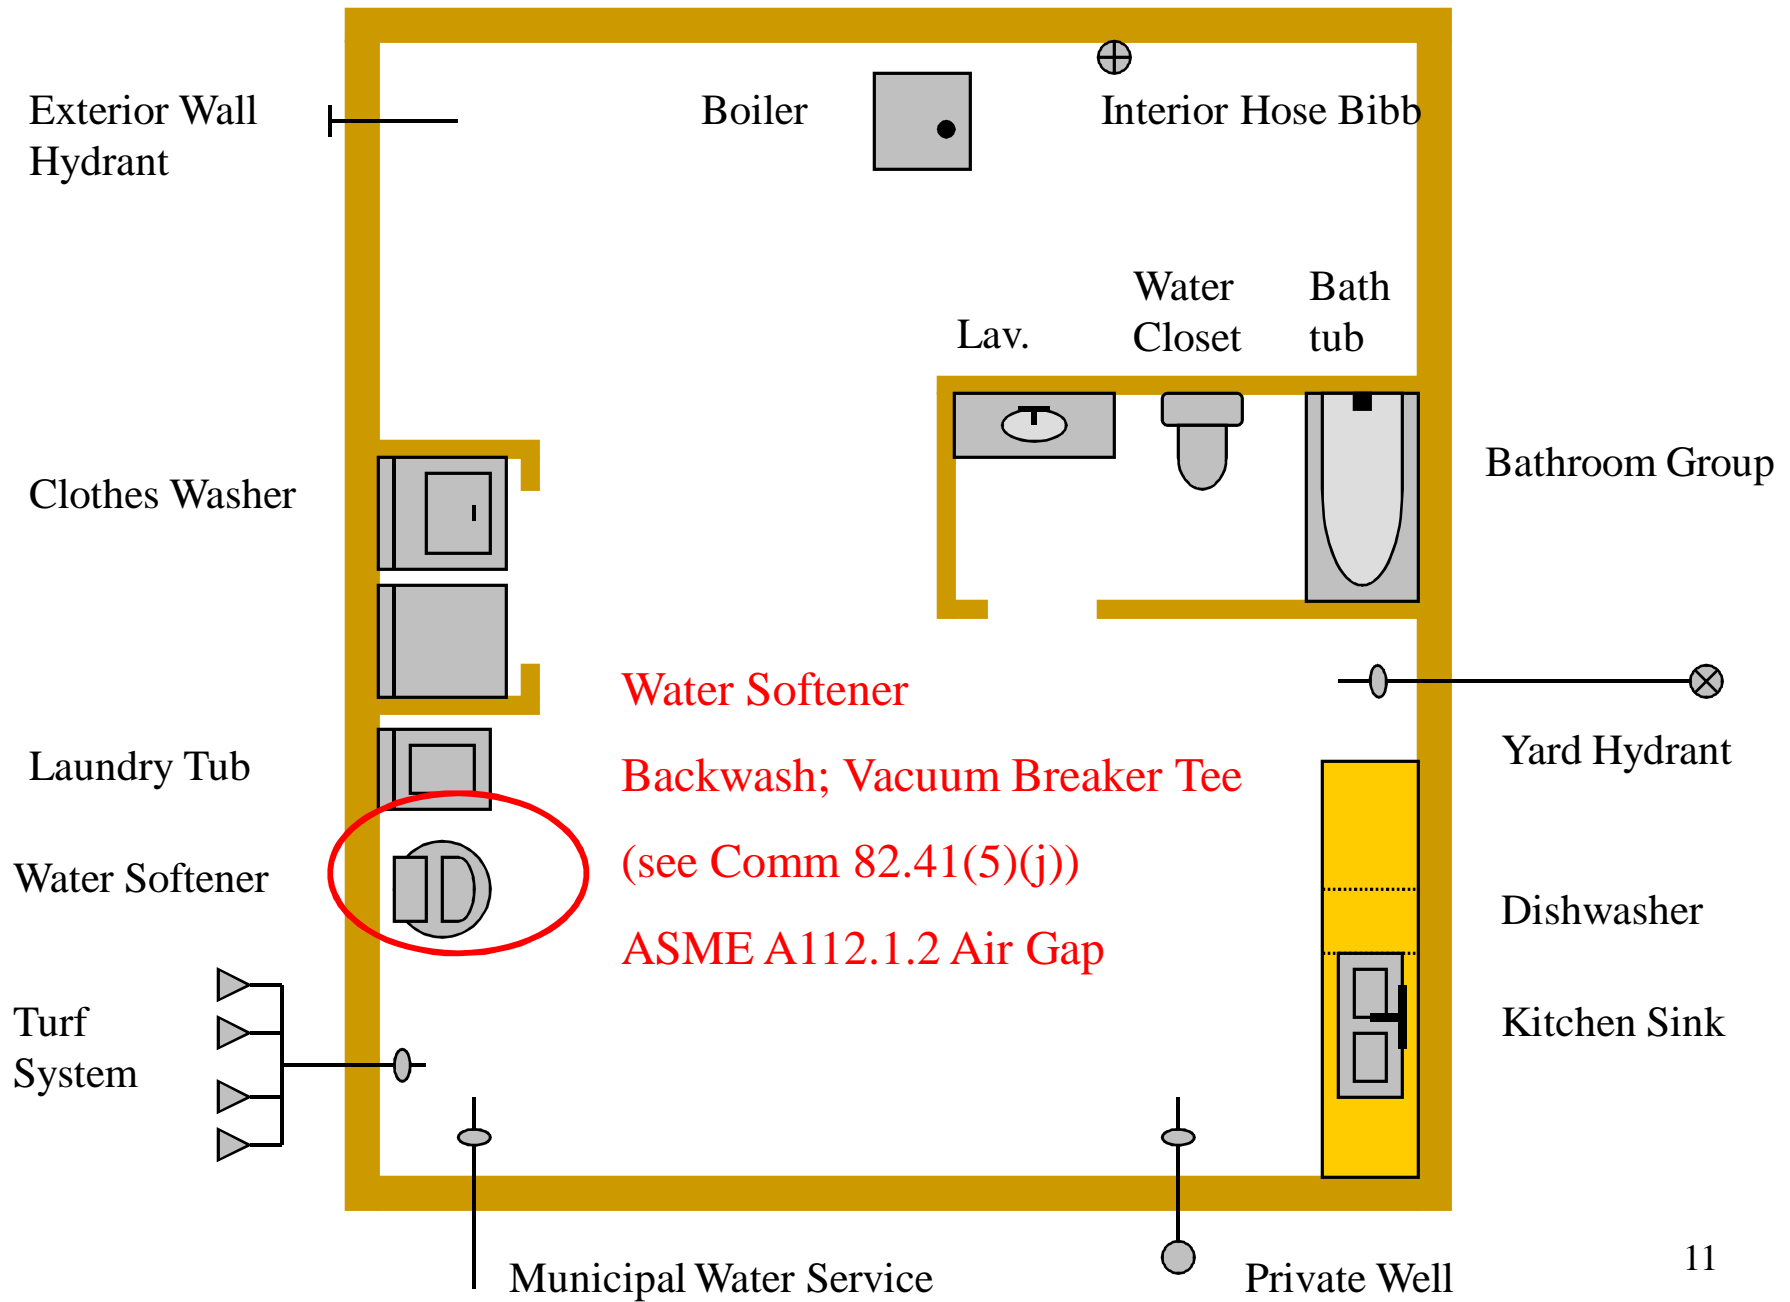 Exterior Wall
Hydrant
Boiler
Interior Hose Bibb
Lav.
Water
Closet
Bath
tub
Clothes Washer
Bathroom Group
Laundry Tub
Water Softener
Backwash; Vacuum Breaker Tee
(see Comm 82.41(5)(j))
ASME A112.1.2 Air Gap
Yard Hydrant
Water Softener
Dishwasher
Turf
System
Kitchen Sink
Municipal Water Service
Private Well
11